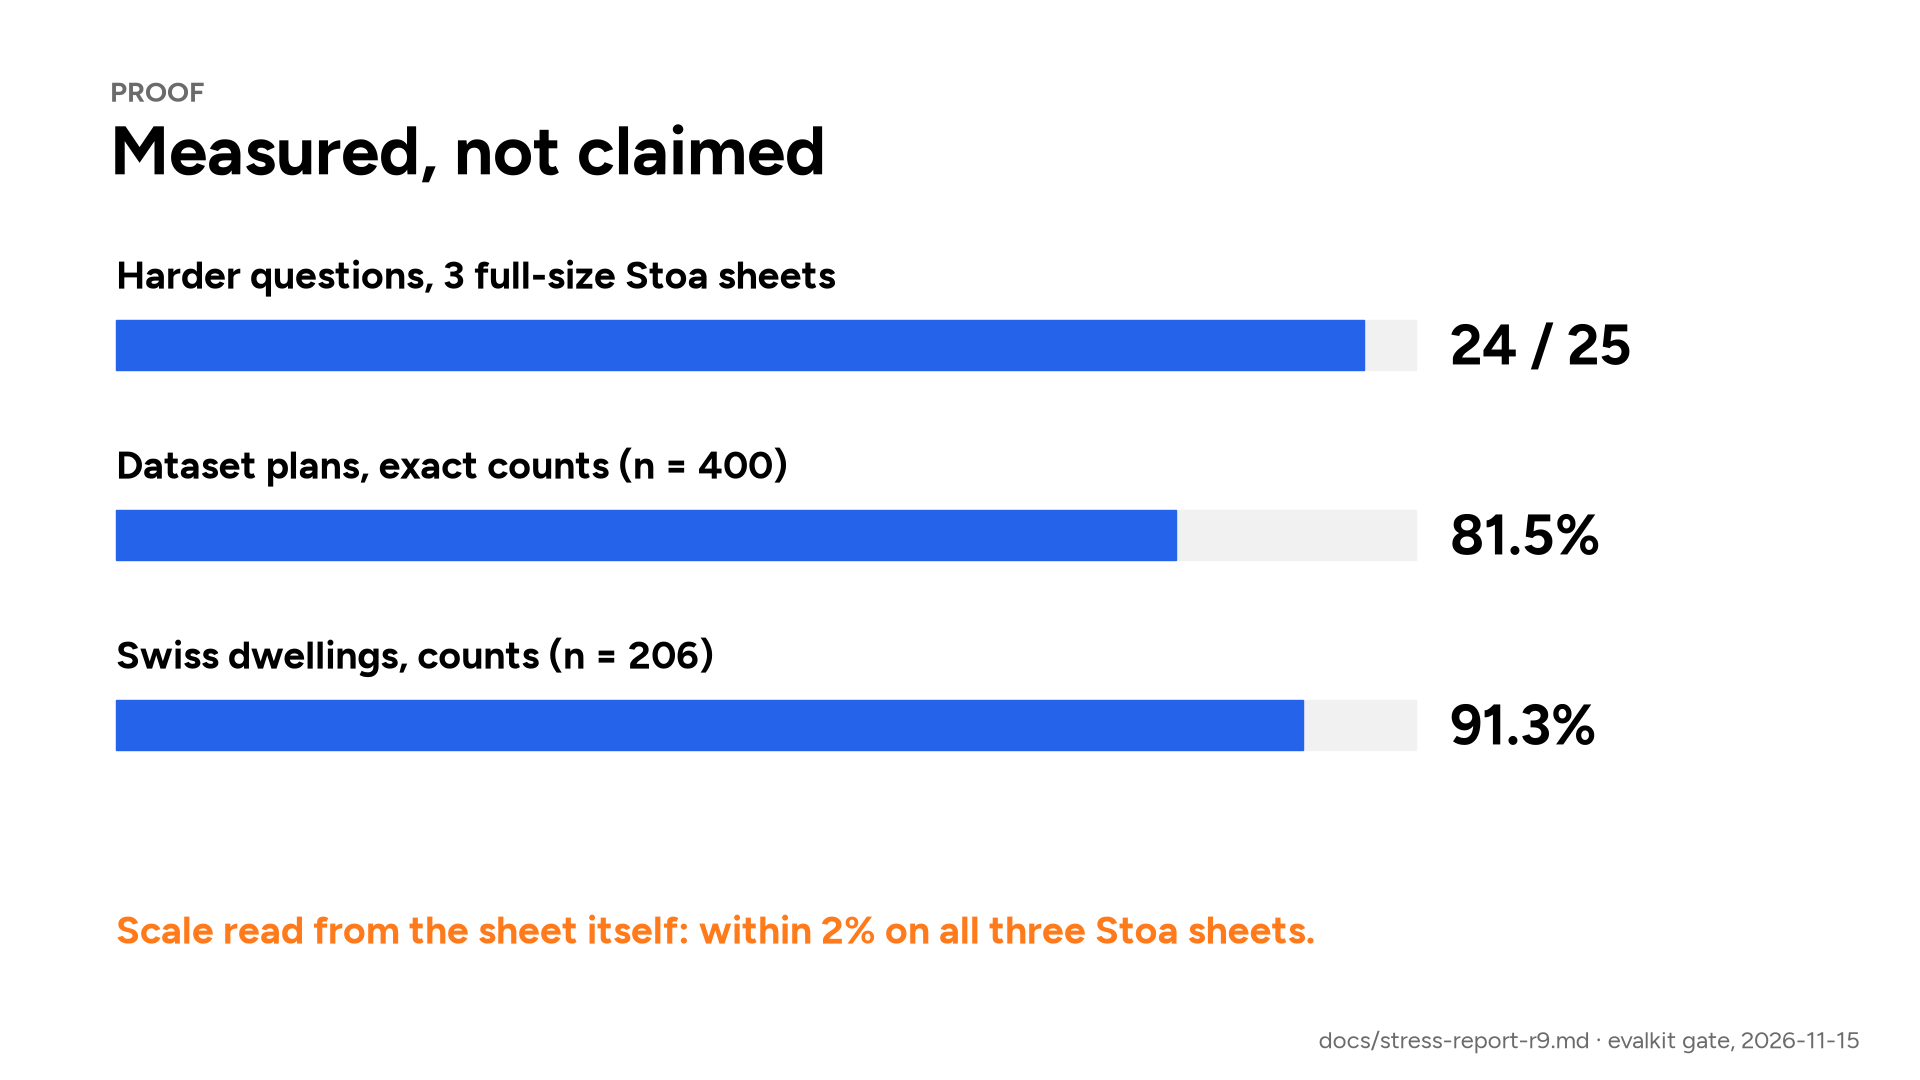 PROOF
Measured, not claimed
Harder questions, 3 full-size Stoa sheets
24 / 25
Dataset plans, exact counts (n = 400)
81.5%
Swiss dwellings, counts (n = 206)
91.3%
Scale read from the sheet itself: within 2% on all three Stoa sheets.
docs/stress-report-r9.md · evalkit gate, 2026-11-15